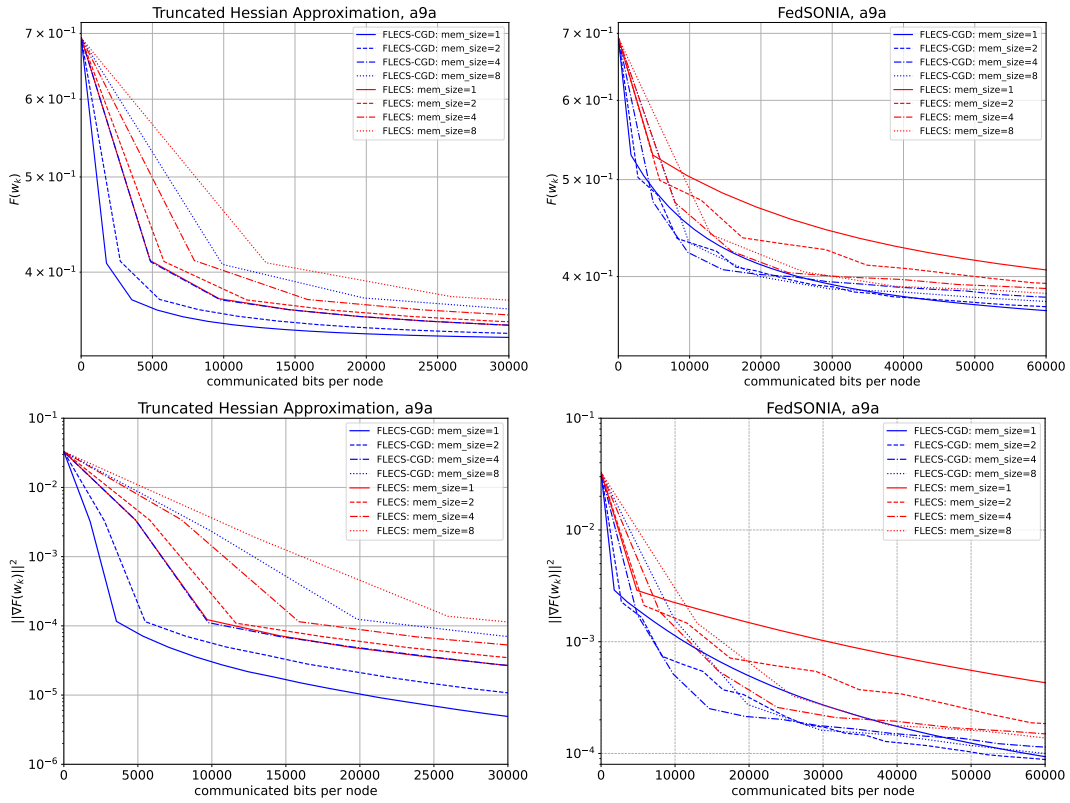 Truncated Hessian Approximation, a9a
7 × 10⁻¹
6 × 10⁻¹
5 × 10⁻¹
4 × 10⁻¹
F(wₖ)
FLECS-CGD: mem_size=1
FLECS-CGD: mem_size=2
FLECS-CGD: mem_size=4
FLECS-CGD: mem_size=8
FLECS: mem_size=1
FLECS: mem_size=2
FLECS: mem_size=4
FLECS: mem_size=8
0 5000 10000 15000 20000 25000 30000
communicated bits per node
FedSONIA, a9a
7 × 10⁻¹
6 × 10⁻¹
5 × 10⁻¹
4 × 10⁻¹
F(wₖ)
FLECS-CGD: mem_size=1
FLECS-CGD: mem_size=2
FLECS-CGD: mem_size=4
FLECS-CGD: mem_size=8
FLECS: mem_size=1
FLECS: mem_size=2
FLECS: mem_size=4
FLECS: mem_size=8
0 10000 20000 30000 40000 50000 60000
communicated bits per node
Truncated Hessian Approximation, a9a
10⁻¹
10⁻²
10⁻³
10⁻⁴
10⁻⁵
10⁻⁶
||∇F(wₖ)||²
FLECS-CGD: mem_size=1
FLECS-CGD: mem_size=2
FLECS-CGD: mem_size=4
FLECS-CGD: mem_size=8
FLECS: mem_size=1
FLECS: mem_size=2
FLECS: mem_size=4
FLECS: mem_size=8
0 5000 10000 15000 20000 25000 30000
communicated bits per node
FedSONIA, a9a
10⁻¹
10⁻²
10⁻³
10⁻⁴
||∇F(wₖ)||²
FLECS-CGD: mem_size=1
FLECS-CGD: mem_size=2
FLECS-CGD: mem_size=4
FLECS-CGD: mem_size=8
FLECS: mem_size=1
FLECS: mem_size=2
FLECS: mem_size=4
FLECS: mem_size=8
0 10000 20000 30000 40000 50000 60000
communicated bits per node